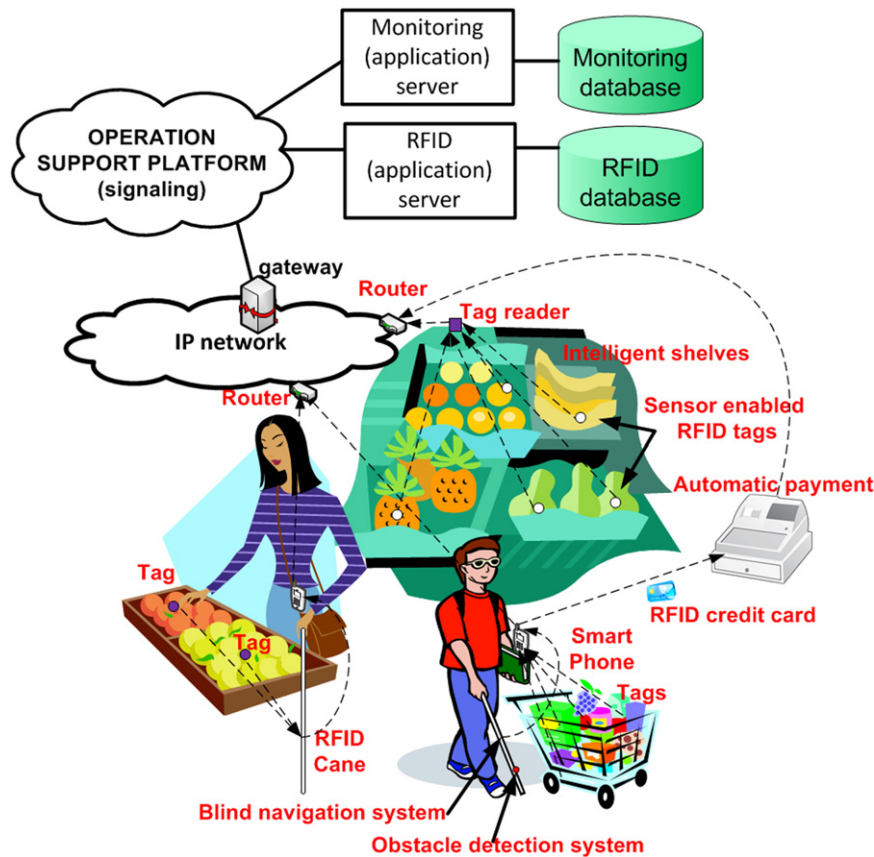 Monitoring
(application)
server
Monitoring
database
OPERATION
SUPPORT PLATFORM
(signaling)
RFID
(application)
server
RFID
database
gateway
Router
Tag reader
IP network
Intelligent shelves
Router
Sensor enabled
RFID tags
Automatic payment
Tag
RFID credit card
Tag
Smart
Phone
Tags
RFID
Cane
Blind navigation system
Obstacle detection system